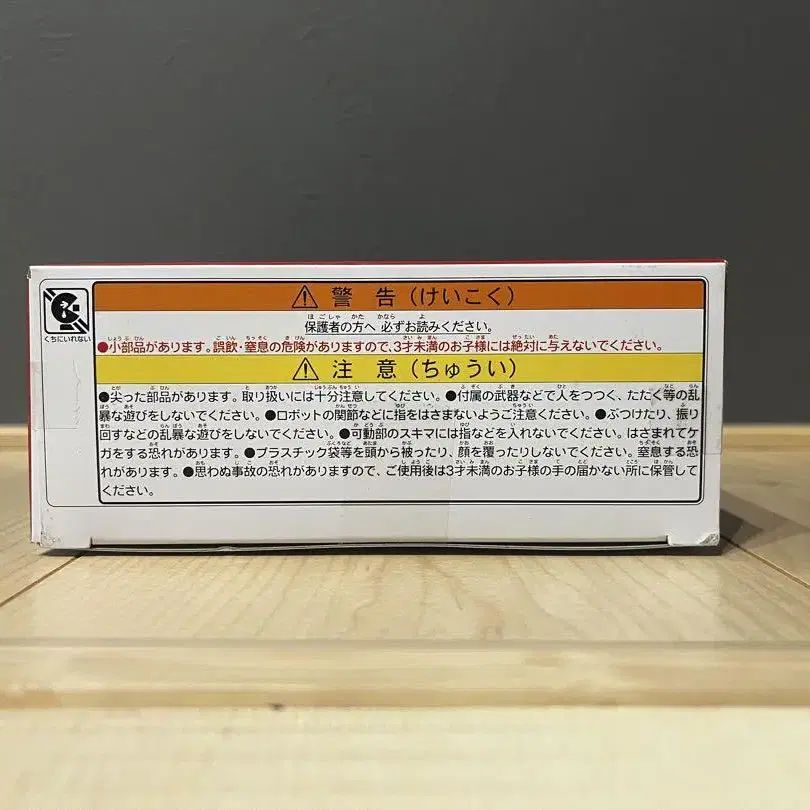 くちにいれない
⚠ 警告（けいこく）
保護者の方へ 必ずお読みください。
●小部品があります。誤飲・窒息の危険がありますので、3才未満のお子様には絶対に与えないでください。
⚠ 注意（ちゅうい）
●尖った部品があります。取り扱いには十分注意してください。●付属の武器などで人をつつく、たたく等の乱
暴な遊びをしないでください。●ロボットの関節などに指をはさまないようご注意ください。●ぶつけたり、振り
回すなどの乱暴な遊びをしないでください。●可動部のスキマには指などを入れないでください。はさまれてケ
ガをする恐れがあります。●プラスチック袋等を頭から被ったり、顔を覆ったりしないでください。窒息する恐
れがあります。●思わぬ事故の恐れがありますので、ご使用後は3才未満のお子様の手の届かない所に保管して
ください。